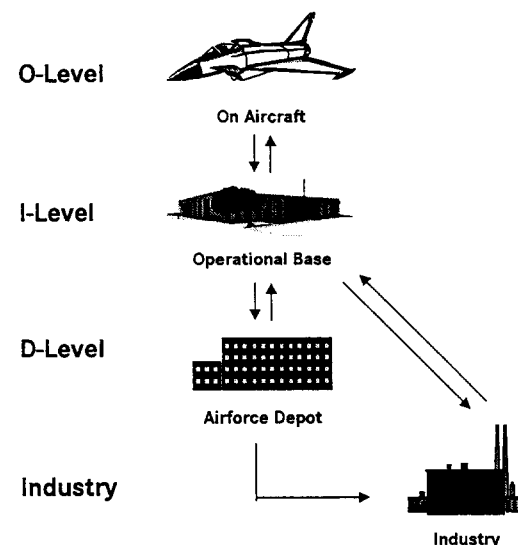 O-Level
On Aircraft
I-Level
Operational Base
D-Level
Airforce Depot
Industry
Industry